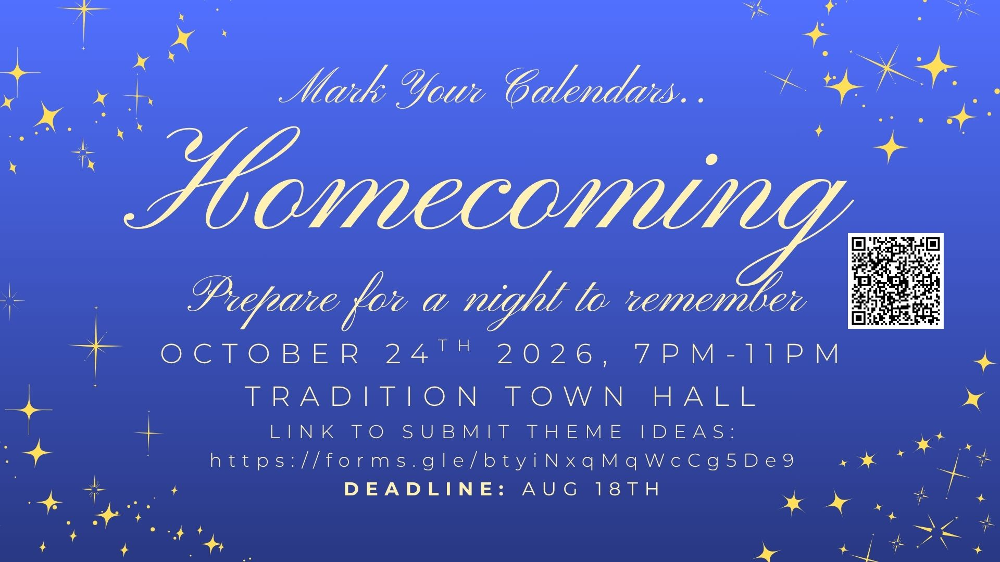 Mark Your Calendars..
Homecoming
Prepare for a night to remember
OCTOBER 24TH 2026, 7PM-11PM
TRADITION TOWN HALL
LINK TO SUBMIT THEME IDEAS:
https://forms.gle/btyiNxqMqWcCg5De9
DEADLINE: AUG 18TH